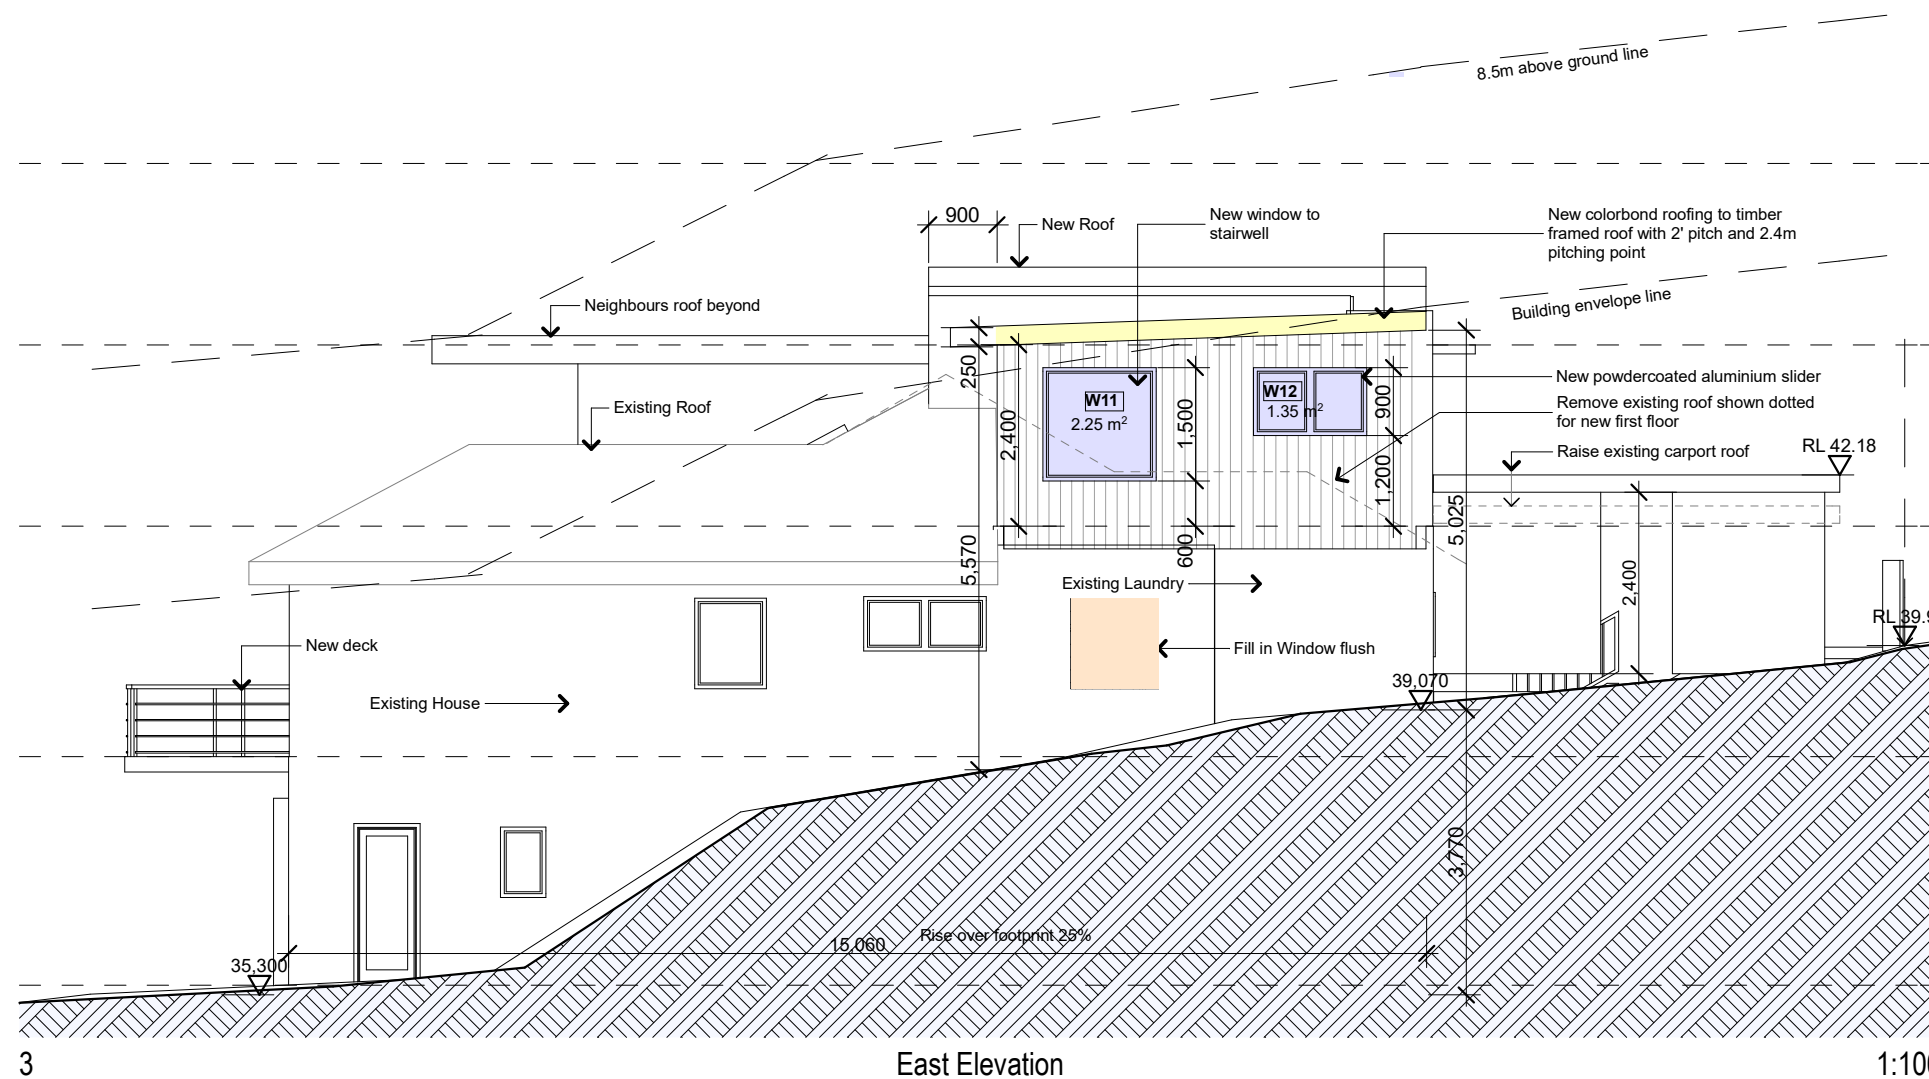 8.5m above ground line
900
New Roof
New window to
stairwell
New colorbond roofing to timber
framed roof with 2' pitch and 2.4m
pitching point
Neighbours roof beyond
Building envelope line
250
W11
2.25 m²
1,500
W12
1.35 m²
900
New powdercoated aluminium slider
Remove existing roof shown dotted
for new first floor
Existing Roof
2,400
1,200
Raise existing carport roof
RL 42.18
5,025
5,570
600
Existing Laundry
2,400
RL 39.9
New deck
Fill in Window flush
Existing House
39,070
3,770
Rise over footprint 25%
15,060
35,300
3
East Elevation
1:100